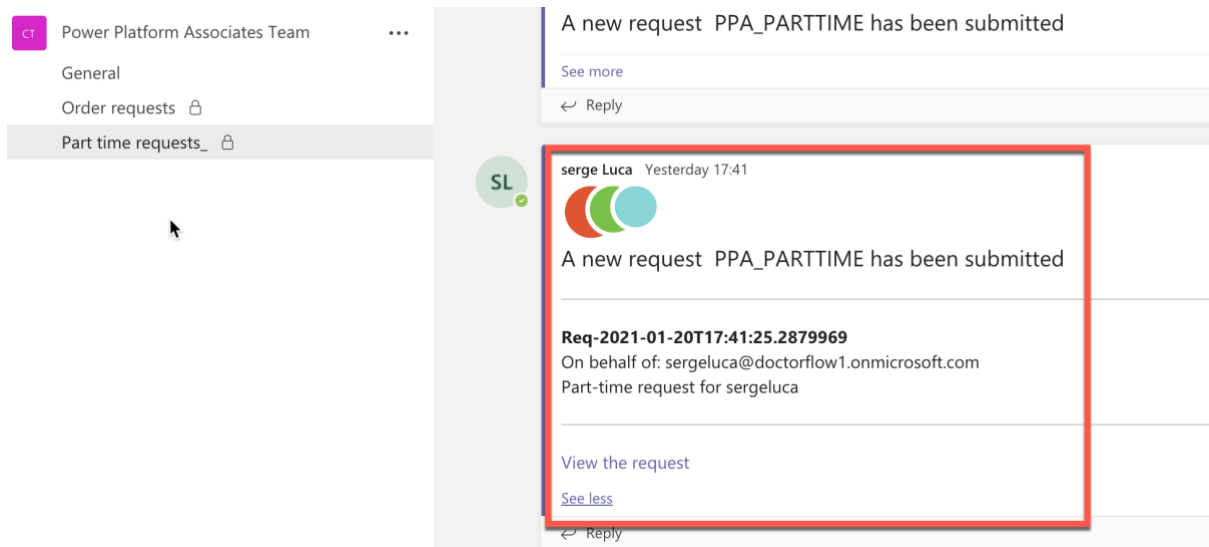 CT
Power Platform Associates Team
General
Order requests
Part time requests_
A new request PPA_PARTTIME has been submitted
See more
Reply
SL
serge Luca Yesterday 17:41
A new request PPA_PARTTIME has been submitted
Req-2021-01-20T17:41:25.2879969
On behalf of: sergeluca@doctorflow1.onmicrosoft.com
Part-time request for sergeluca
View the request
See less
Reply